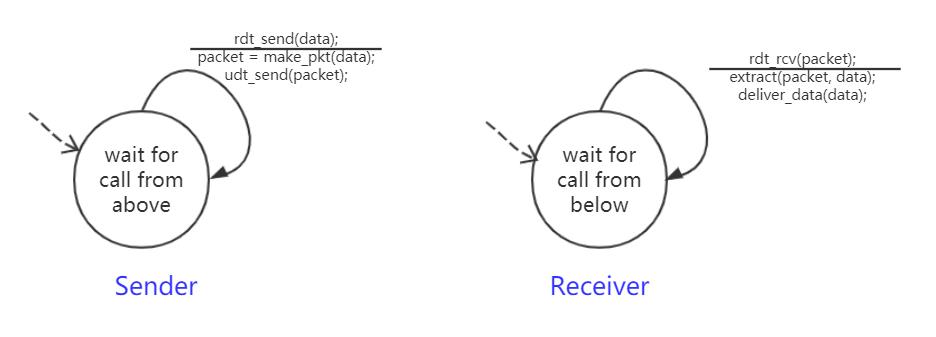 rdt_send(data);
packet = make_pkt(data);
udt_send(packet);
wait for
call from
above
Sender
rdt_rcv(packet);
extract(packet, data);
deliver_data(data);
wait for
call from
below
Receiver